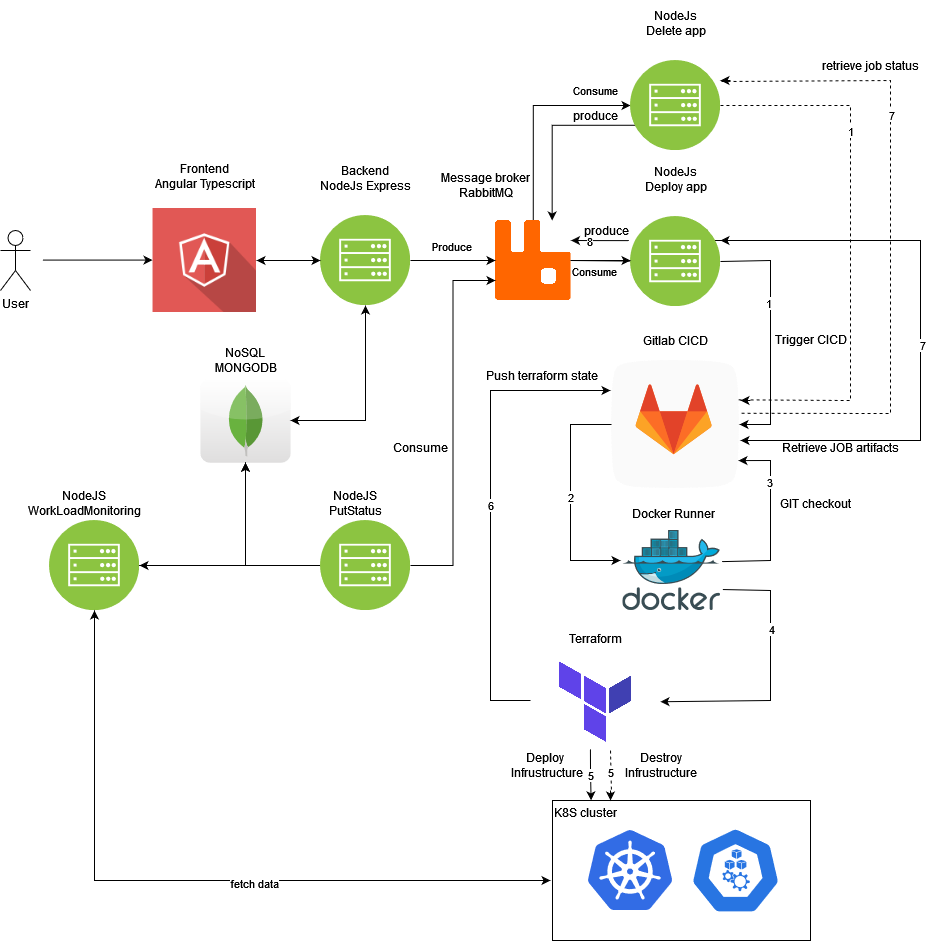 NodeJs
Delete app
retrieve job status
Consume
produce
7
1
Frontend
Angular Typescript
Backend
NodeJs Express
Message broker
RabbitMQ
NodeJs
Deploy app
produce
8
Produce
Consume
User
1
Gitlab CICD
Trigger CICD
7
NoSQL
MONGODB
Push terraform state
Consume
Retrieve JOB artifacts
NodeJS
WorkLoadMonitoring
NodeJS
PutStatus
2
3
6
GIT checkout
Docker Runner
docker
4
Terraform
Deploy
Infrustructure
5
5
Destroy
Infrustructure
K8S cluster
fetch data